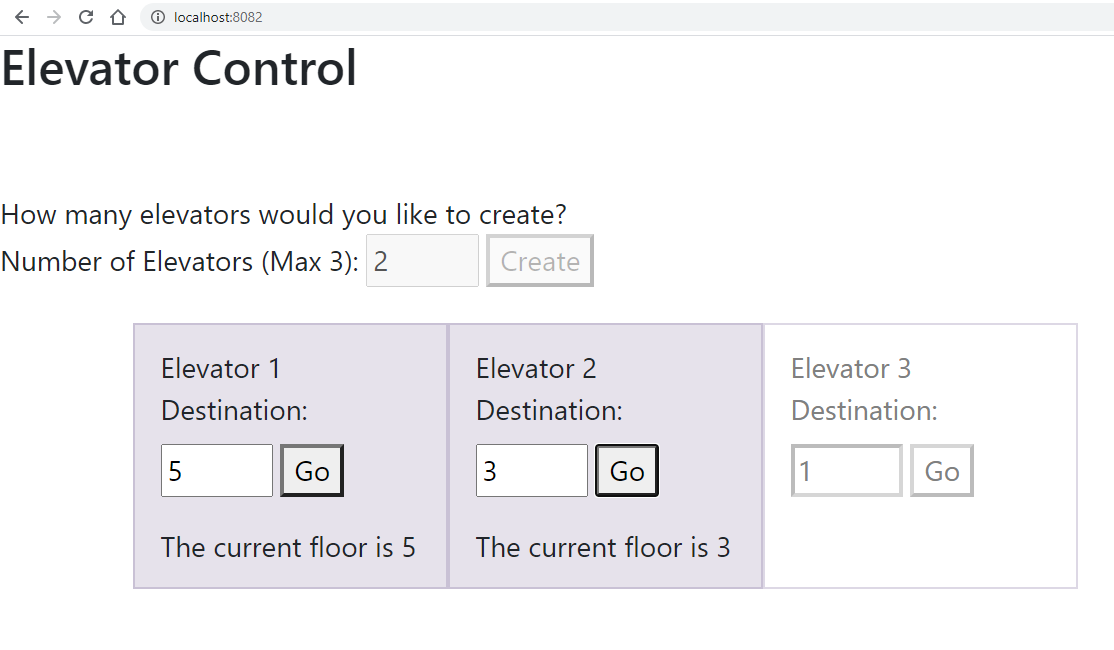 localhost:8082
Elevator Control
How many elevators would you like to create?
Number of Elevators (Max 3): 2 Create
Elevator 1
Destination:
5 Go
The current floor is 5
Elevator 2
Destination:
3 Go
The current floor is 3
Elevator 3
Destination:
1 Go